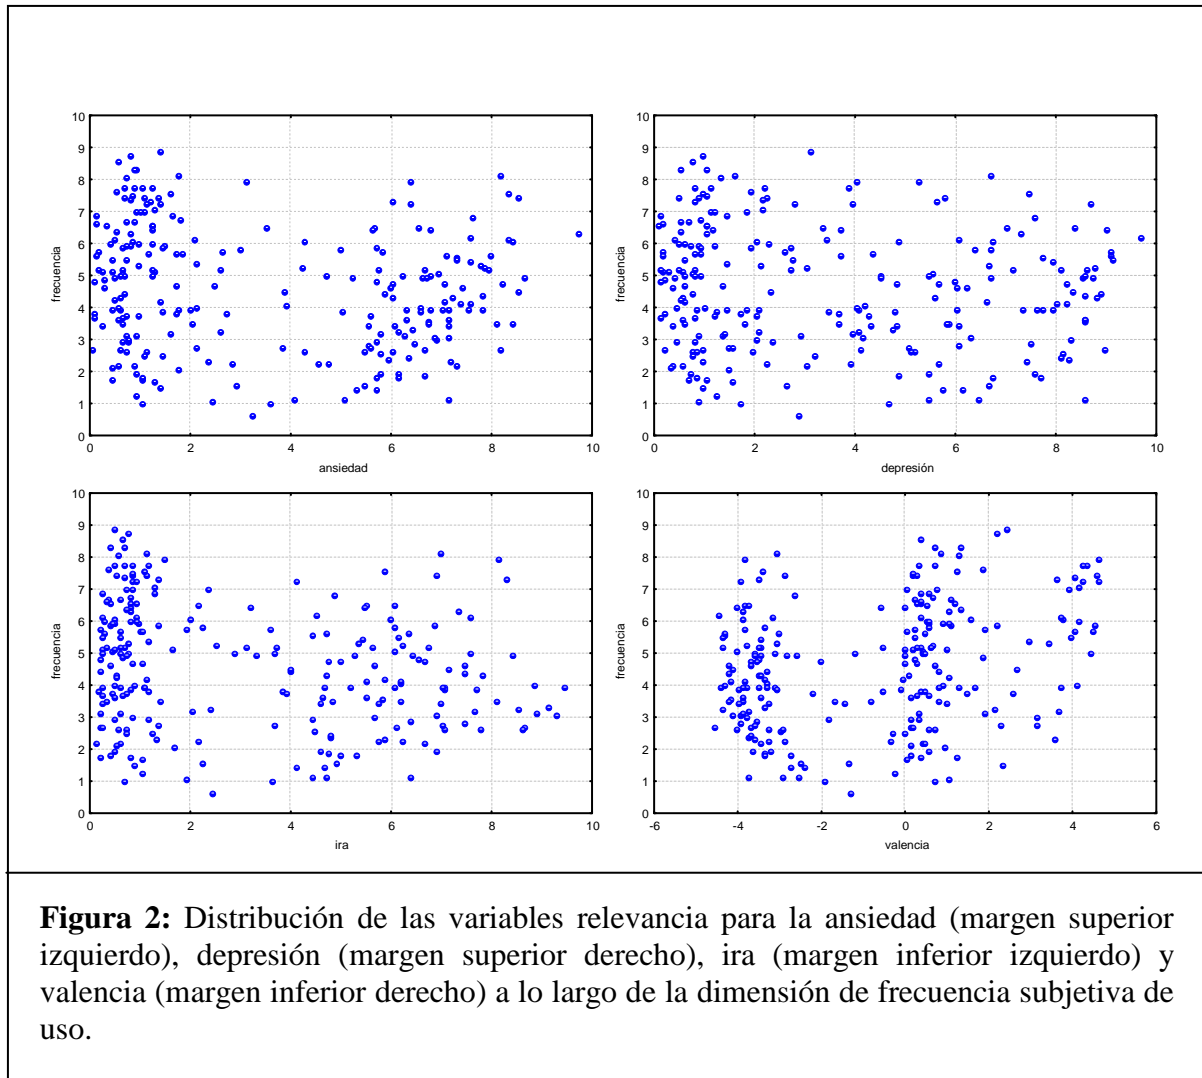 10
9
8
7
6
5
4
3
2
1
0
frecuencia
0 2 4 6 8 10
ansiedad
10
9
8
7
6
5
4
3
2
1
0
frecuencia
0 2 4 6 8 10
depresión
10
9
8
7
6
5
4
3
2
1
0
frecuencia
0 2 4 6 8 10
ira
10
9
8
7
6
5
4
3
2
1
0
frecuencia
-6 -4 -2 0 2 4 6
valencia
Figura 2: Distribución de las variables relevancia para la ansiedad (margen superior
izquierdo), depresión (margen superior derecho), ira (margen inferior izquierdo) y
valencia (margen inferior derecho) a lo largo de la dimensión de frecuencia subjetiva de
uso.